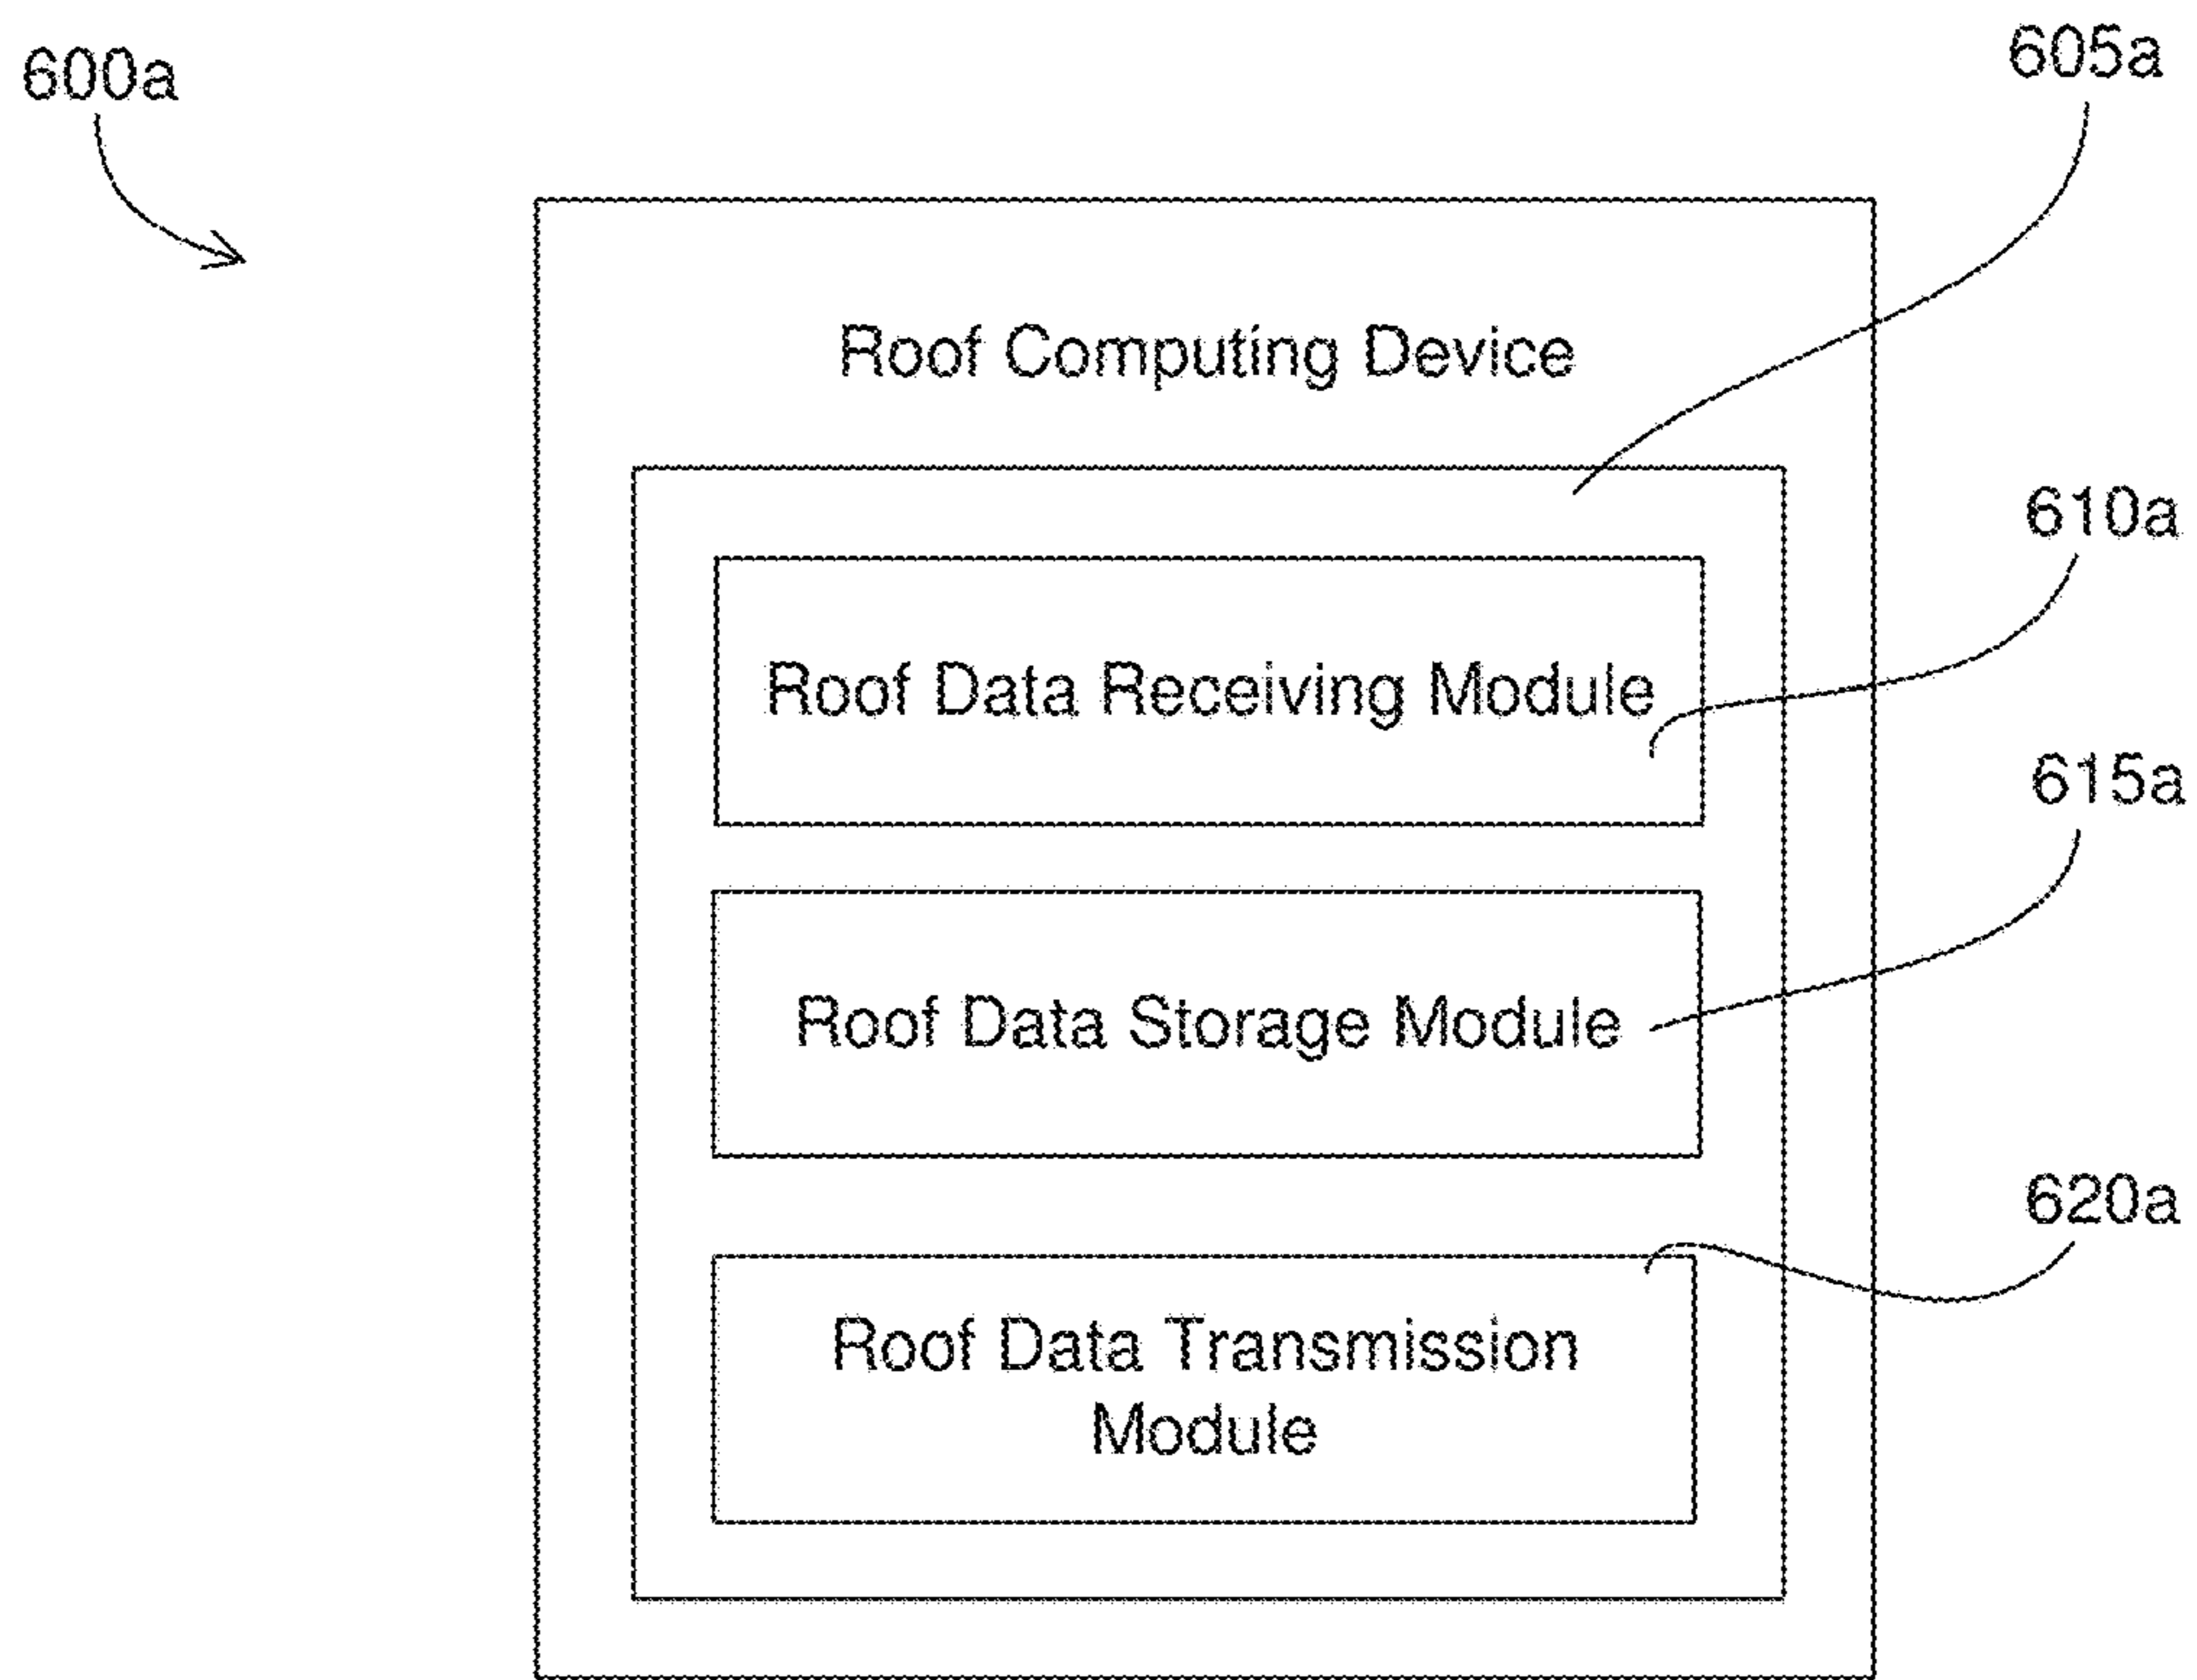 600a
605a
Roof Computing Device
610a
Roof Data Receiving Module
615a
Roof Data Storage Module
620a
Roof Data Transmission
Module